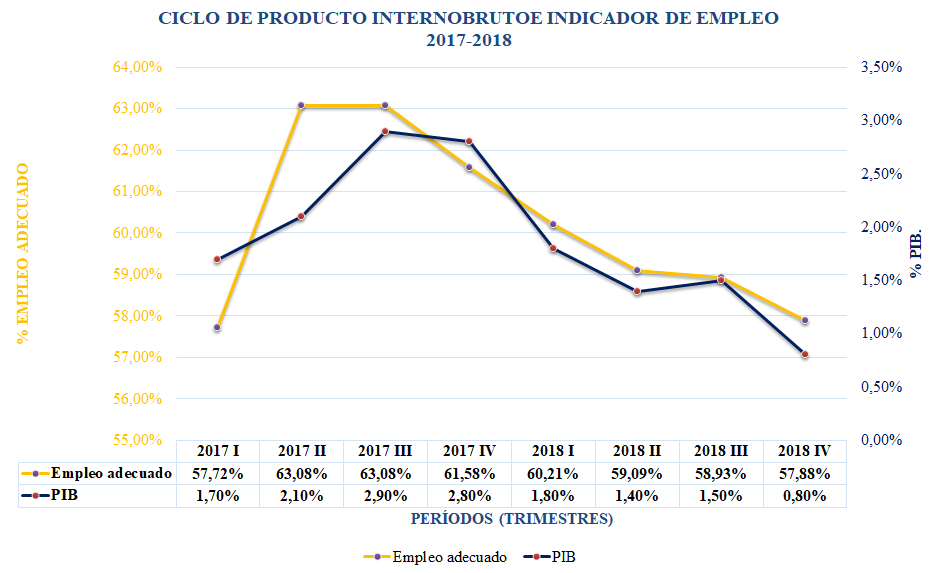 CICLO DE PRODUCTO INTERNOBRUTOE INDICADOR DE EMPLEO
2017-2018
% EMPLEO ADECUADO
64,00%
63,00%
62,00%
61,00%
60,00%
59,00%
58,00%
57,00%
56,00%
55,00%
3,50%
3,00%
2,50%
2,00%
1,50%
1,00%
0,50%
0,00%
% PIB.
2017 I 2017 II 2017 III 2017 IV 2018 I 2018 II 2018 III 2018 IV
Empleo adecuado 57,72% 63,08% 63,08% 61,58% 60,21% 59,09% 58,93% 57,88%
PIB 1,70% 2,10% 2,90% 2,80% 1,80% 1,40% 1,50% 0,80%
PERÍODOS (TRIMESTRES)
Empleo adecuado PIB